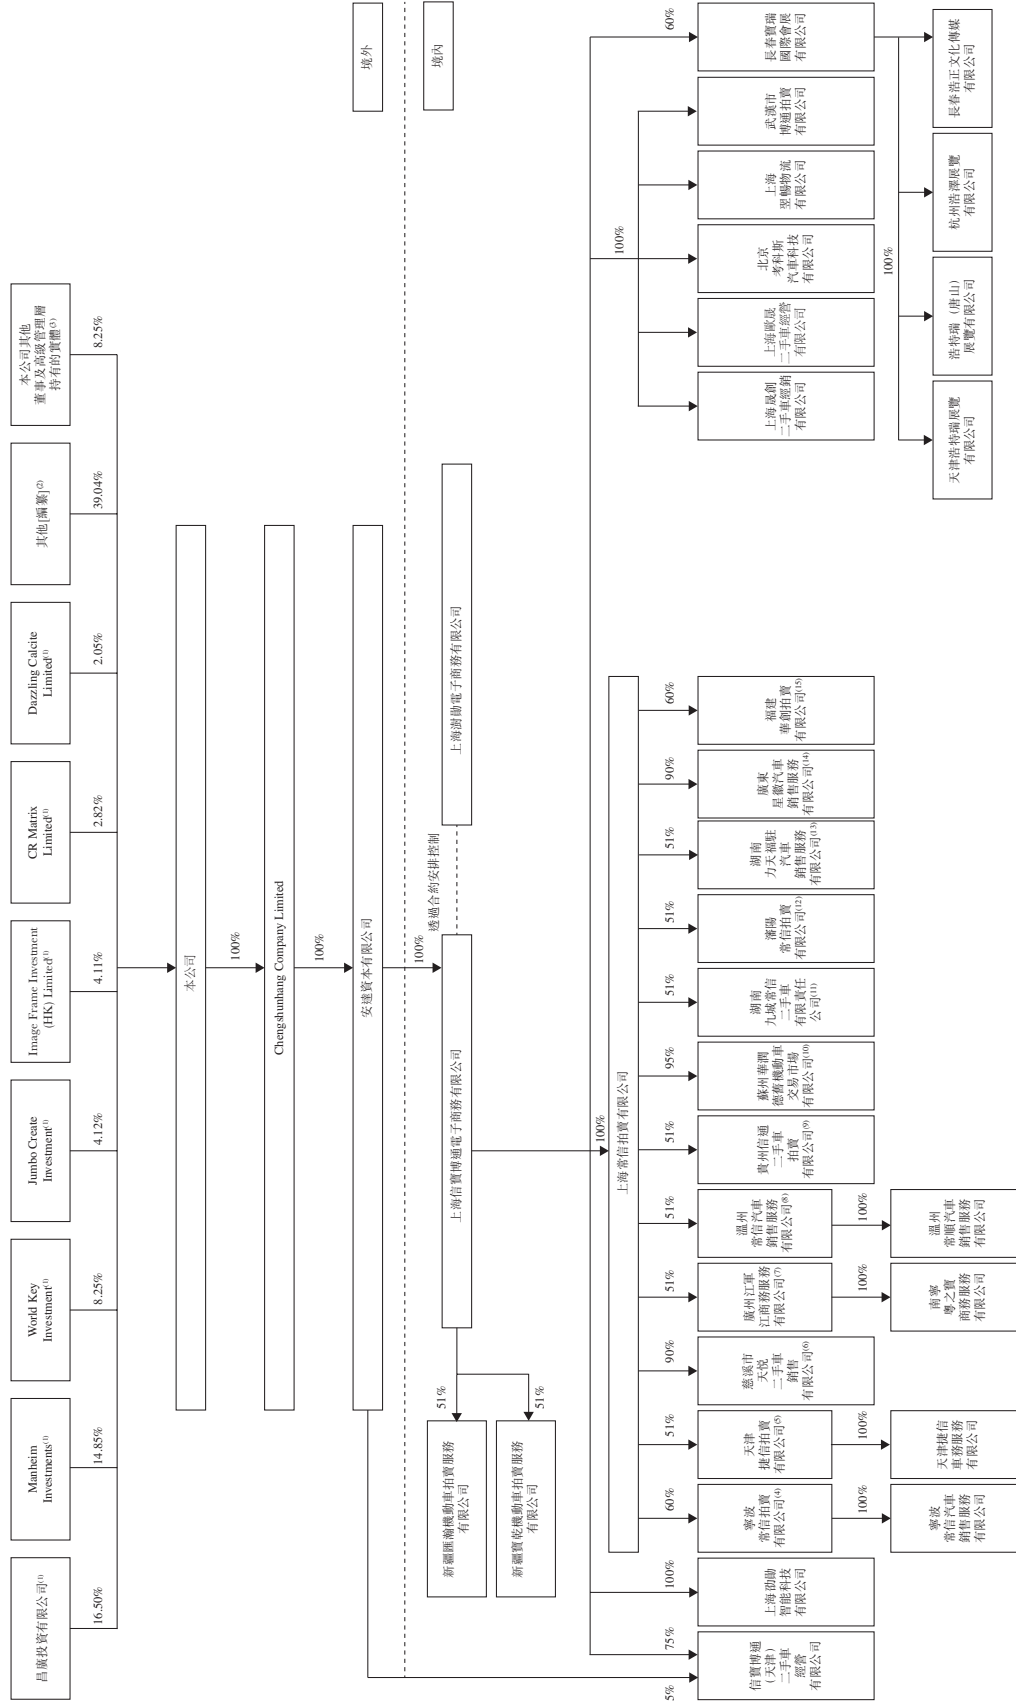 昌廣投資有限公司(1)
16.50%
Manheim
Investments(1)
14.85%
World Key
Investment(1)
8.25%
Jumbo Create
Investment(1)
4.12%
Image Frame Investment
(HK) Limited(1)
4.11%
CR Matrix
Limited(1)
2.82%
Dazzling Calcite
Limited(1)
2.05%
其他[編纂](2)
39.04%
本公司其他
董事及高級管理層
持有的實體(3)
8.25%
本公司
100%
Chengshunhang Company Limited
100%
安達資本有限公司
境外
境內
100%
透過合約安排控制
上海信寶博通電子商務有限公司
上海澍勛電子商務有限公司
51%
新疆匯瀚機動車拍賣服務
有限公司
51%
新疆寶乾機動車拍賣服務
有限公司
100%
上海常信拍賣有限公司
100%
5%
75%
信寶博通
(天津)
二手車
經營
有限公司
100%
上海劭勛
智能科技
有限公司
60%
寧波
常信拍賣
有限公司(4)
51%
天津
捷信拍賣
有限公司(5)
90%
慈溪市
天悦
二手車
銷售
有限公司(6)
51%
廣州江軍
江商務服務
有限公司(7)
51%
溫州
常信汽車
銷售服務
有限公司(8)
51%
貴州信通
二手車
拍賣
有限公司(9)
95%
蘇州華潤
德舊機動車
交易市場
有限公司(10)
51%
湖南
九城常信
二手車
有限責任
公司(11)
51%
瀋陽
常信拍賣
有限公司(12)
51%
湖南
力天福駐
汽車
銷售服務
有限公司(13)
90%
廣東
星徽汽車
銷售服務
有限公司(14)
60%
福建
華創拍賣
有限公司(15)
上海晟創
二手車經銷
有限公司
上海歐晟
二手車經營
有限公司
北京
考科斯
汽車科技
有限公司
上海
翌暢物流
有限公司
武漢市
博通拍賣
有限公司
60%
長春寶瑞
國際會展
有限公司
100%
寧波
常信汽車
銷售服務
有限公司
100%
天津捷信
車務服務
有限公司
100%
南寧
粵之寶
商務服務
有限公司
100%
溫州
常順汽車
銷售服務
有限公司
100%
天津浩特瑞展覽
有限公司
浩特瑞(唐山)
展覽有限公司
杭州浩澤展覽
有限公司
長春浩正文化傳媒
有限公司